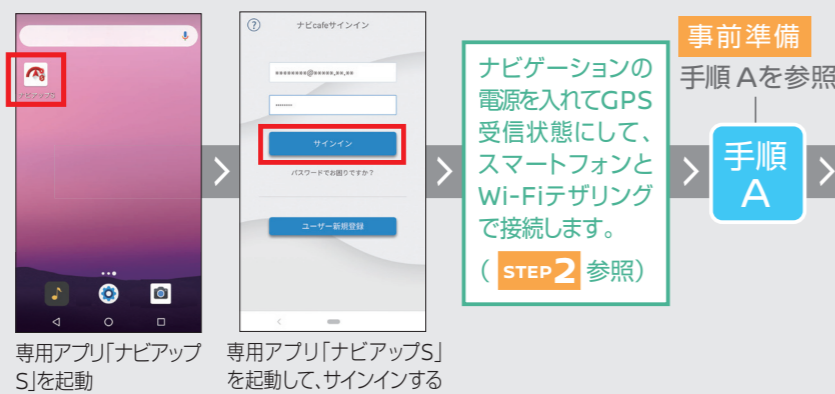 ナビアップS
専用アプリ「ナビアップ
S」を起動
?
ナビcafeサインイン
********@*****.**.**
********
サインイン
パスワードでお困りですか?
ユーザー新規登録
専用アプリ「ナビアップS」
を起動して、サインインする
ナビゲーションの
電源を入れてGPS
受信状態にして、
スマートフォンと
Wi-Fiテザリング
で接続します。
( STEP2 参照)
事前準備
手順 Aを参照
手順
A